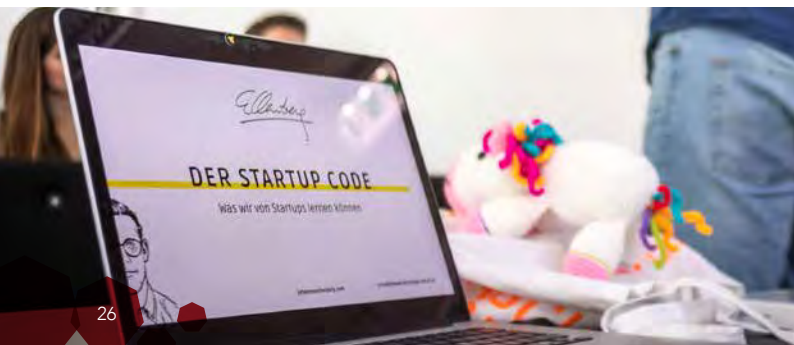 Ellenberg
DER STARTUP CODE
Was wir von Startups lernen können
26